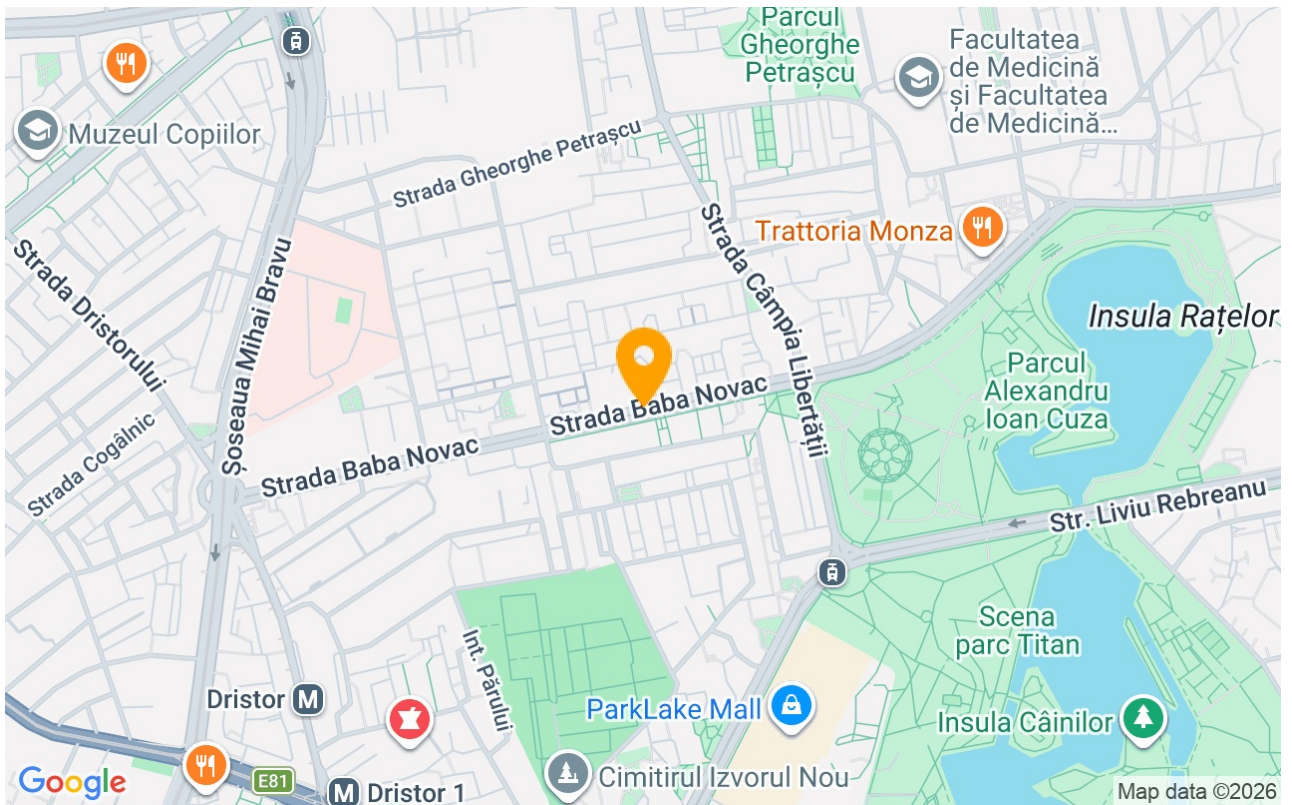 Parcul
Gheorghe
Petrașcu
Facultatea
de Medicină
și Facultatea
de Medicină...
Muzeul Copiilor
Strada Gheorghe Petrașcu
Trattoria Monza
Strada Câmpia Libertății
Strada Dristorului
Șoseaua Mihai Bravu
Insula Rațelor
Parcul
Alexandru
Ioan Cuza
Strada Baba Novac
Strada Baba Novac
Strada Cogâlnic
Str. Liviu Rebreanu
Scena
parc Titan
Int. Părului
Dristor M
ParkLake Mall
Insula Câinilor
Google
E81
M Dristor 1
Cimitirul Izvorul Nou
Map data ©2026